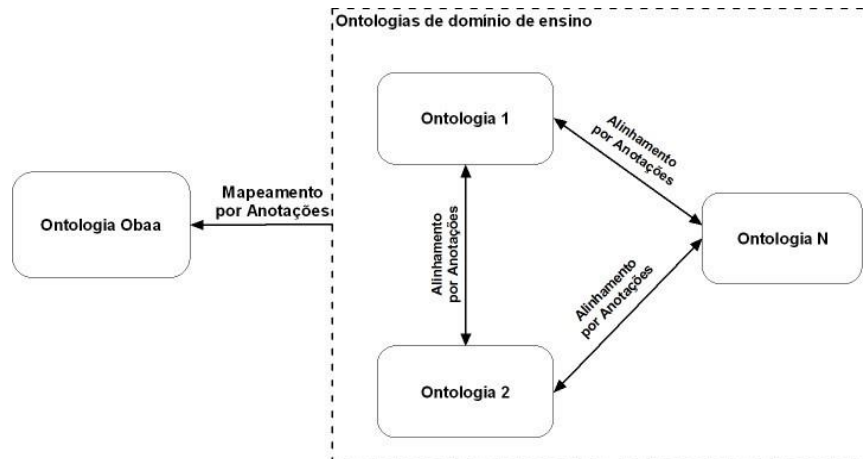 Ontologias de domínio de ensino
Ontologia 1
Alinhamento
por Anotações
Mapeamento
por Anotações
Ontologia Obaa
Alinhamento
por Anotações
Ontologia N
Alinhamento
por Anotações
Ontologia 2